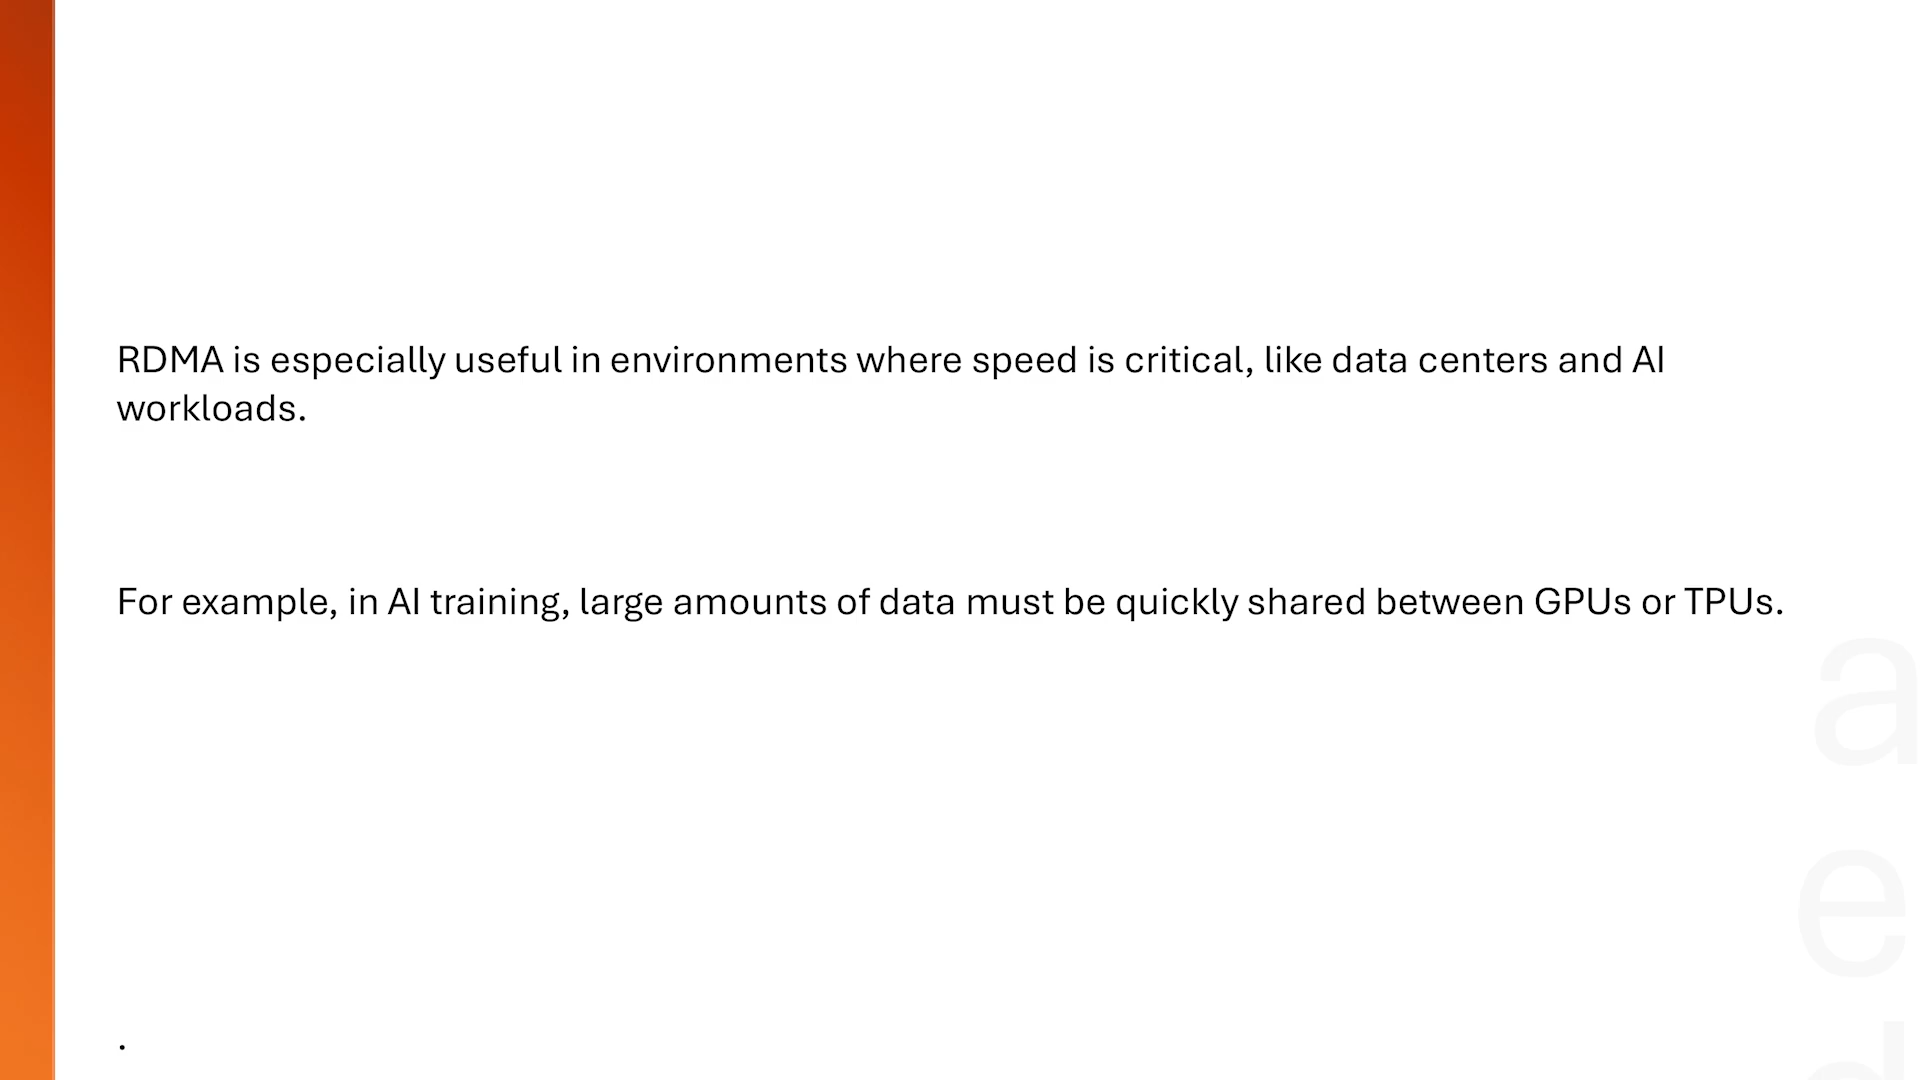 RDMA is especially useful in environments where speed is critical, like data centers and AI
workloads.
For example, in AI training, large amounts of data must be quickly shared between GPUs or TPUs.
a
e
.